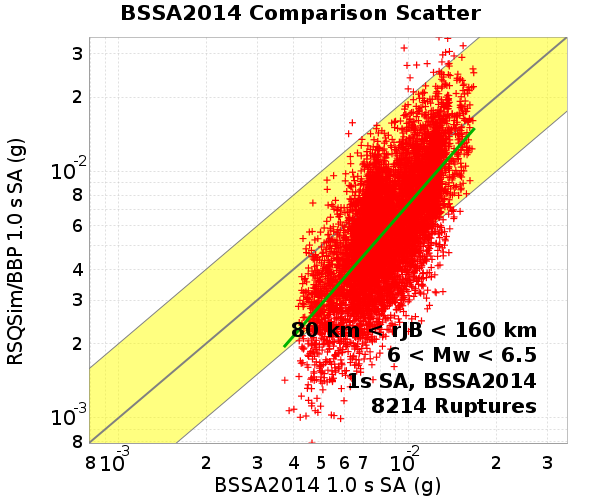 BSSA2014 Comparison Scatter
RSQSim/BBP 1.0 s SA (g)
3
2
10-2
8
6
4
3
2
10-3
8
80 km < rJB < 160 km
6 < Mw < 6.5
1s SA, BSSA2014
8214 Ruptures
8 10-3 2 3 4 5 6 7 10-2 2 3
BSSA2014 1.0 s SA (g)